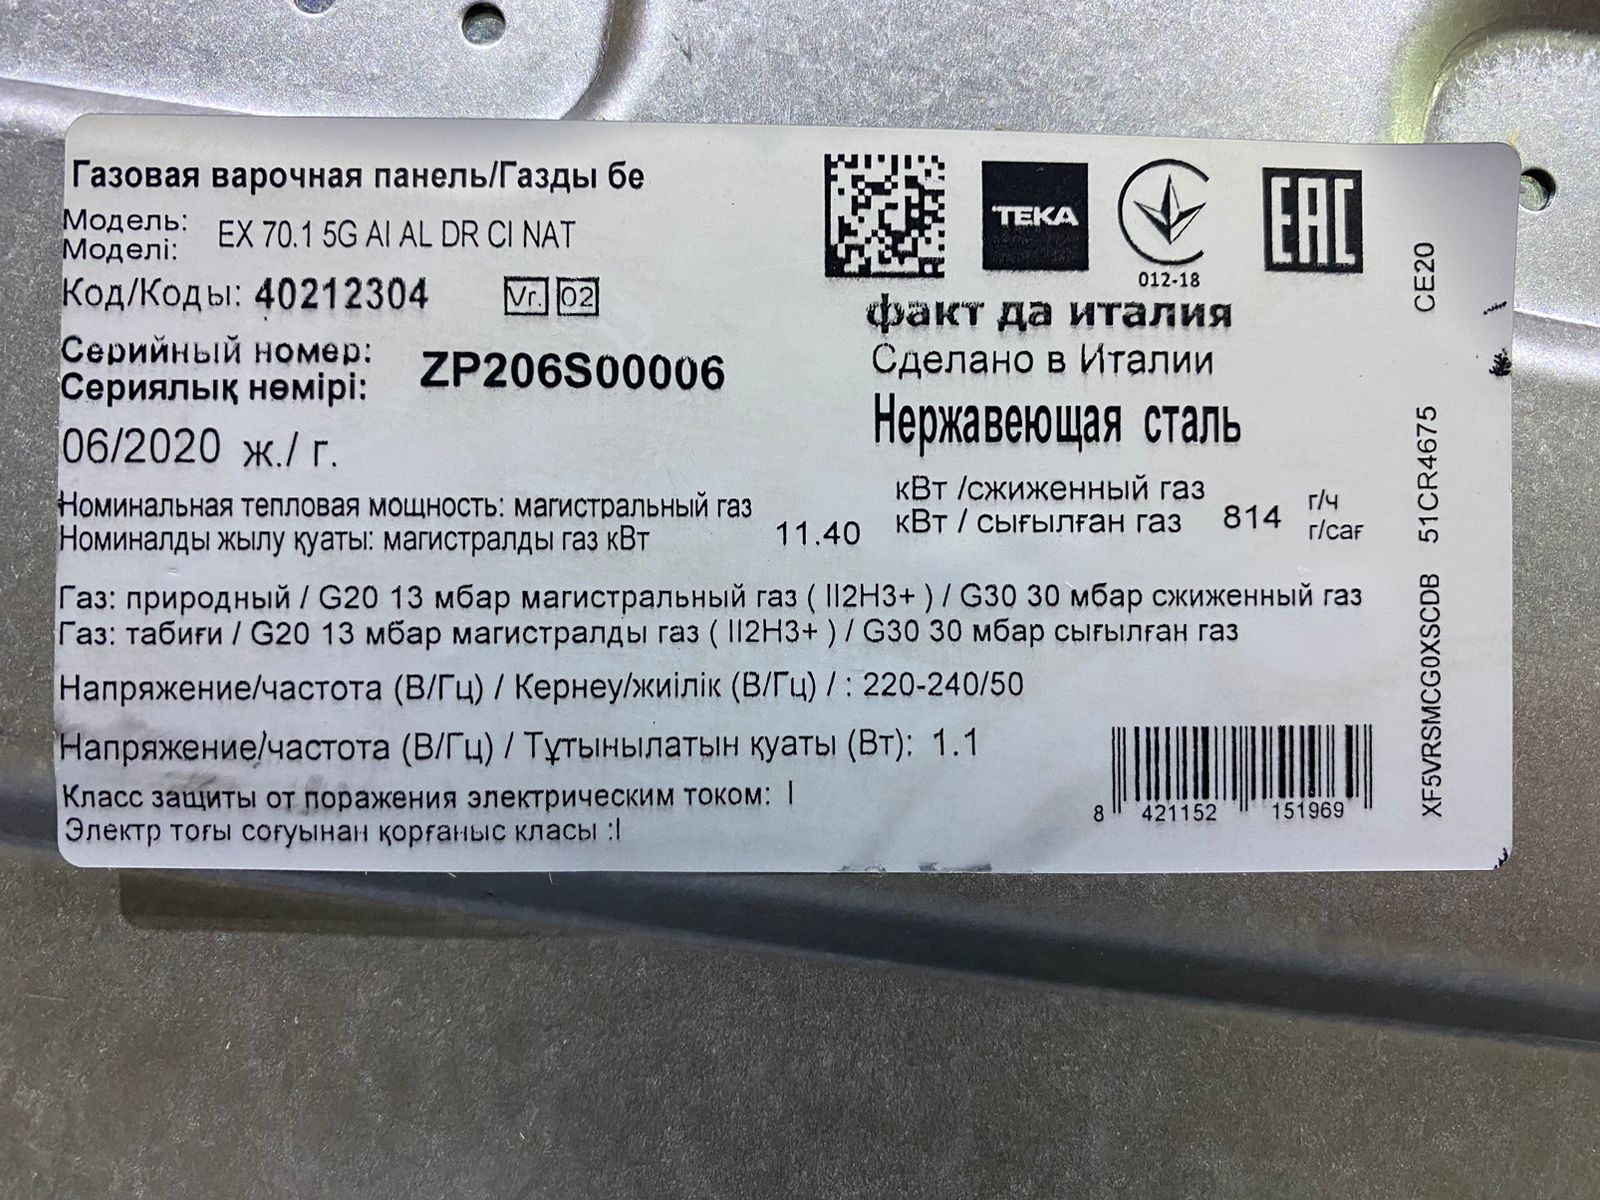 Газовая варочная панель/Газды бе
Модель:
Моделі:
EX 70.1 5G AI AL DR CI NAT
Код/Коды: 40212304 Vr. 02
Серийный номер:
Сериялық нөмірі:
ZP206S00006
06/2020 ж./ г.
TEKA
012-18
EAC
факт да италия
Сделано в Италии
Нержавеющая сталь
Номинальная тепловая мощность: магистральный газ
Номиналды жылу қуаты: магистралды газ кВт
11.40
кВт /сжиженный газ
кВт / сығылған газ
814
г/ч
г/сағ
Газ: природный / G20 13 мбар магистральный газ ( II2H3+ ) / G30 30 мбар сжиженный газ
Газ: табиғи / G20 13 мбар магистралды газ ( II2H3+ ) / G30 30 мбар сығылған газ
Напряжение/частота (В/Гц) / Кернеу/жиілік (В/Гц) / : 220-240/50
Напряжение/частота (В/Гц) / Тұтынылатын қуаты (Вт): 1.1
Класс защиты от поражения электрическим током: I
Электр тоғы соғуынан қорғаныс класы :I
8 421152 151969
XF5VRSMCG0XSCDB 51CR4675 CE20